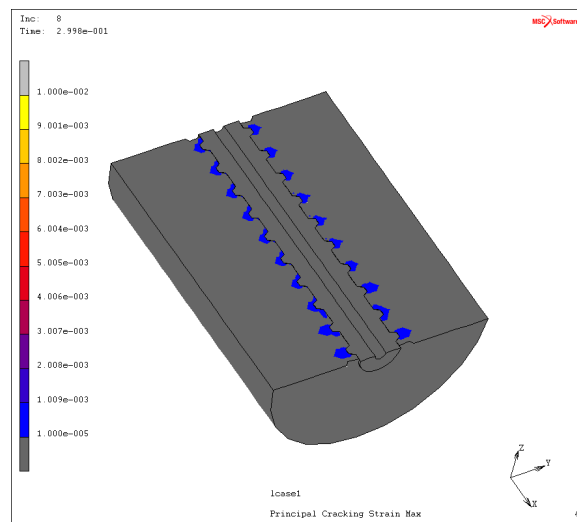 Inc: 8
Time: 2.998e-001
MSC Software
1.000e-002
9.001e-003
8.002e-003
7.003e-003
6.004e-003
5.005e-003
4.006e-003
3.007e-003
2.008e-003
1.009e-003
1.000e-005
Z
Y
X
lcase1
Principal Cracking Strain Max